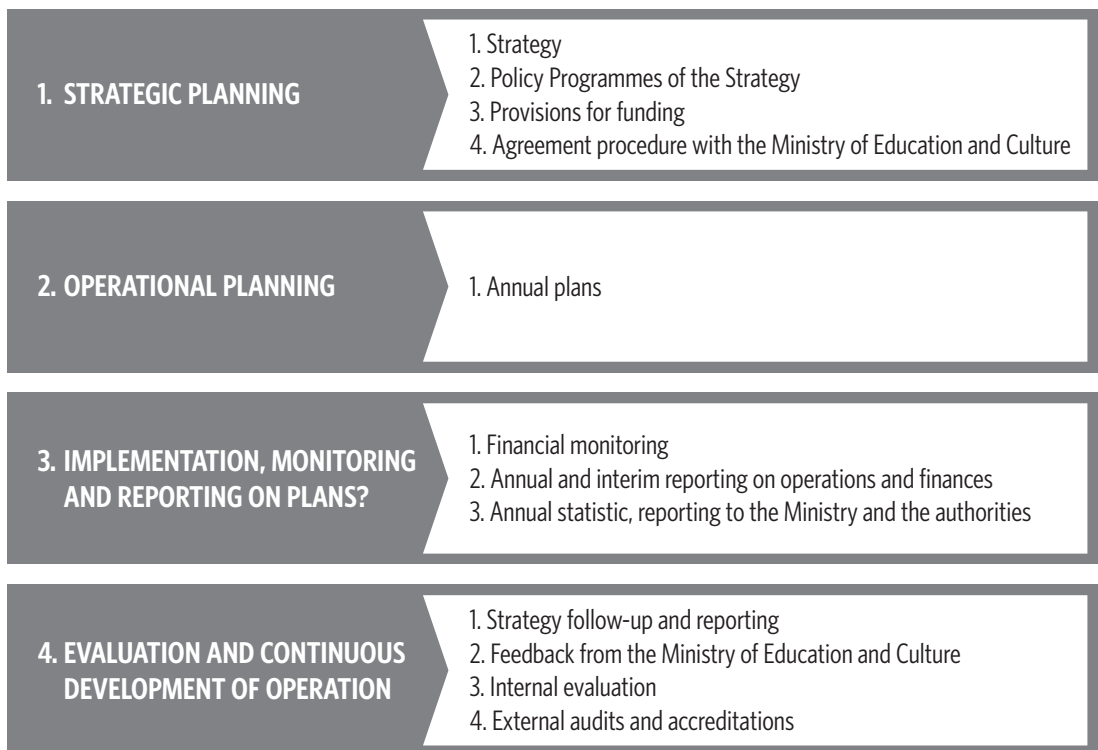 1. STRATEGIC PLANNING
1. Strategy
2. Policy Programmes of the Strategy
3. Provisions for funding
4. Agreement procedure with the Ministry of Education and Culture
2. OPERATIONAL PLANNING
1. Annual plans
3. IMPLEMENTATION, MONITORING
AND REPORTING ON PLANS?
1. Financial monitoring
2. Annual and interim reporting on operations and finances
3. Annual statistic, reporting to the Ministry and the authorities
4. EVALUATION AND CONTINUOUS
DEVELOPMENT OF OPERATION
1. Strategy follow-up and reporting
2. Feedback from the Ministry of Education and Culture
3. Internal evaluation
4. External audits and accreditations